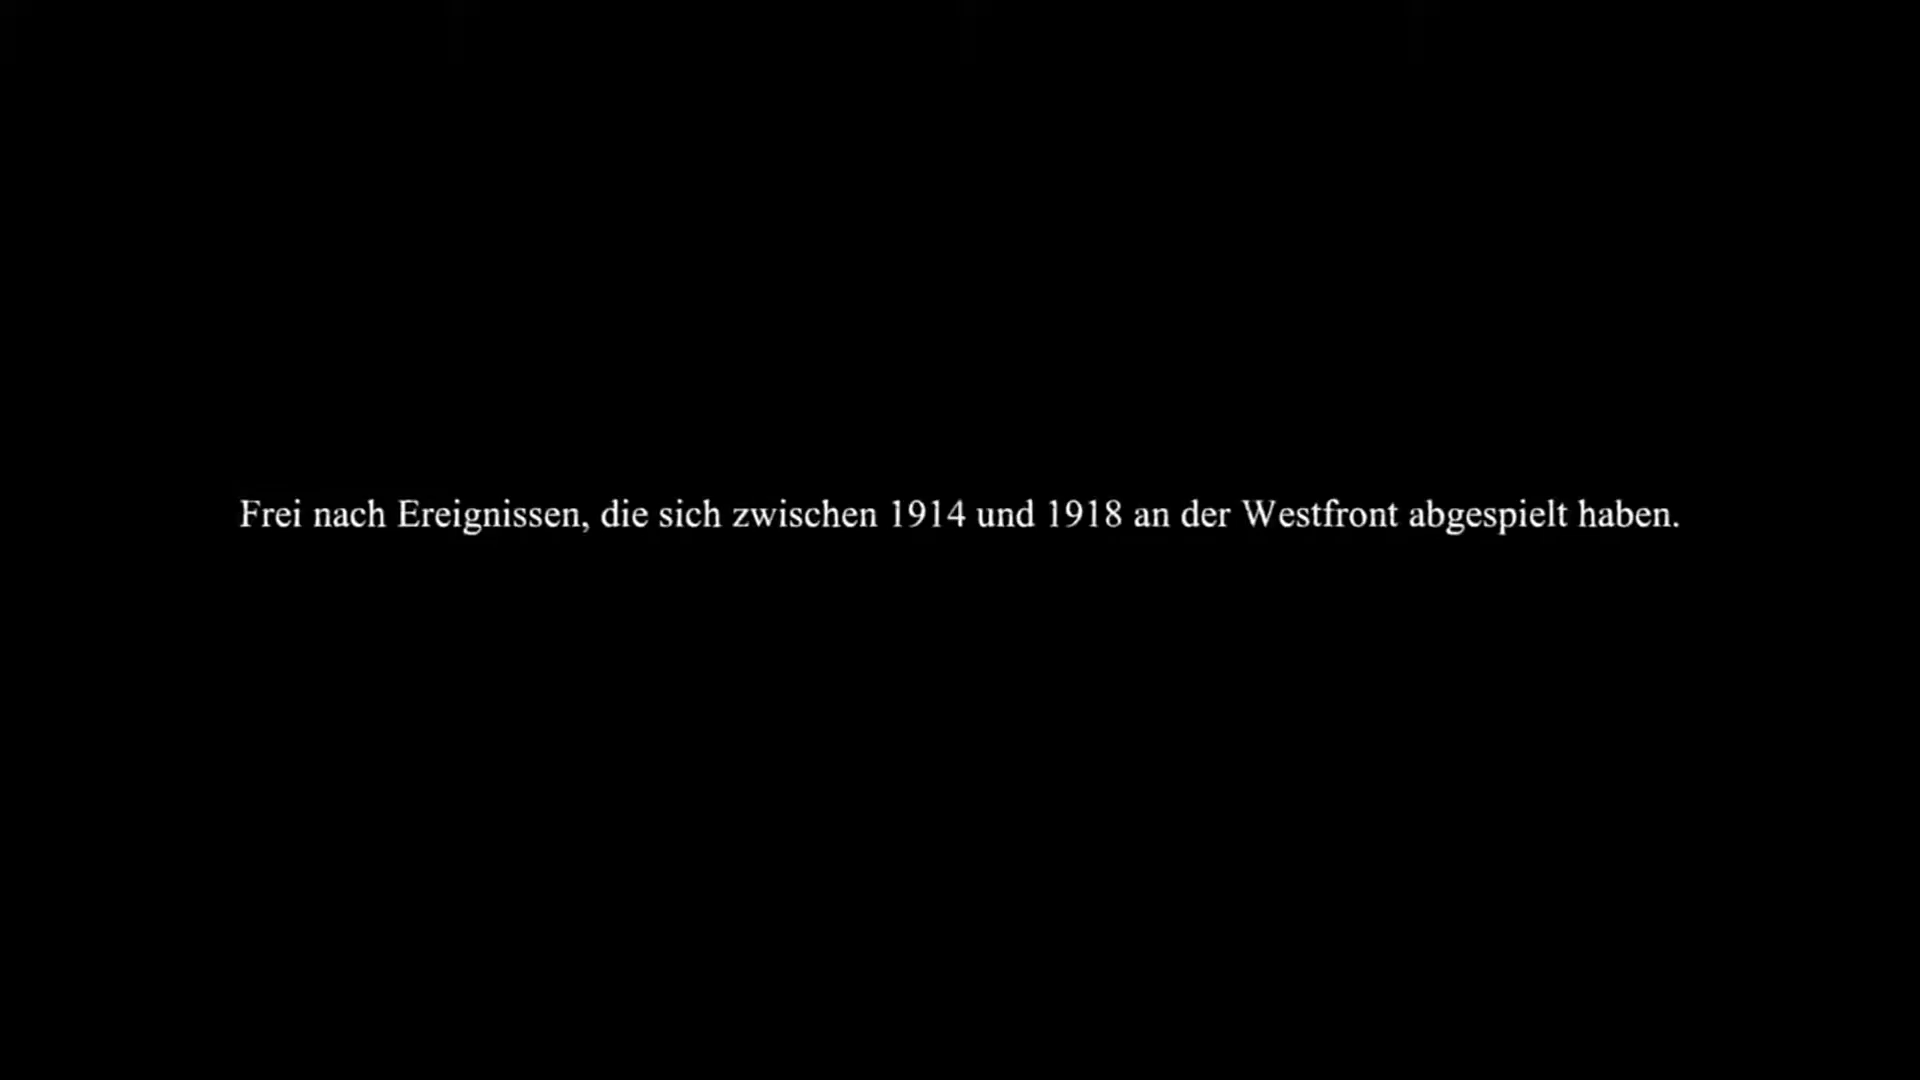 Frei nach Ereignissen, die sich zwischen 1914 und 1918 an der Westfront abgespielt haben.